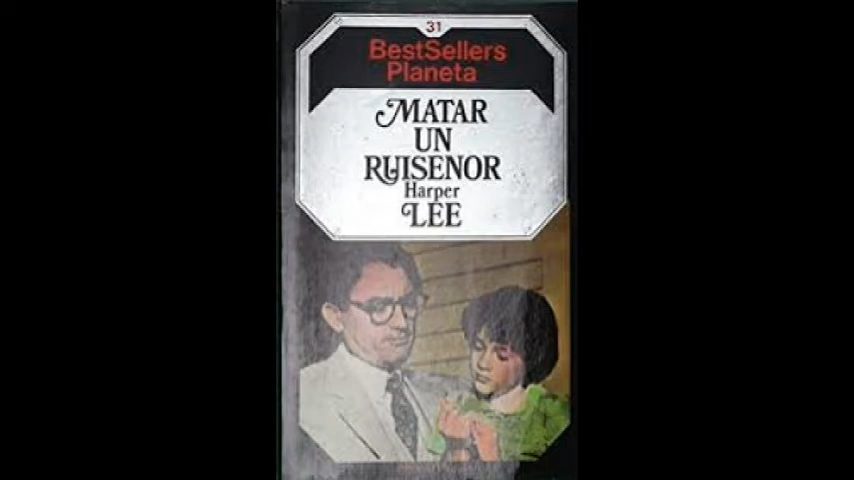 31
BestSellers
Planeta
MATAR
UN
RUISENOR
Harper
LEE